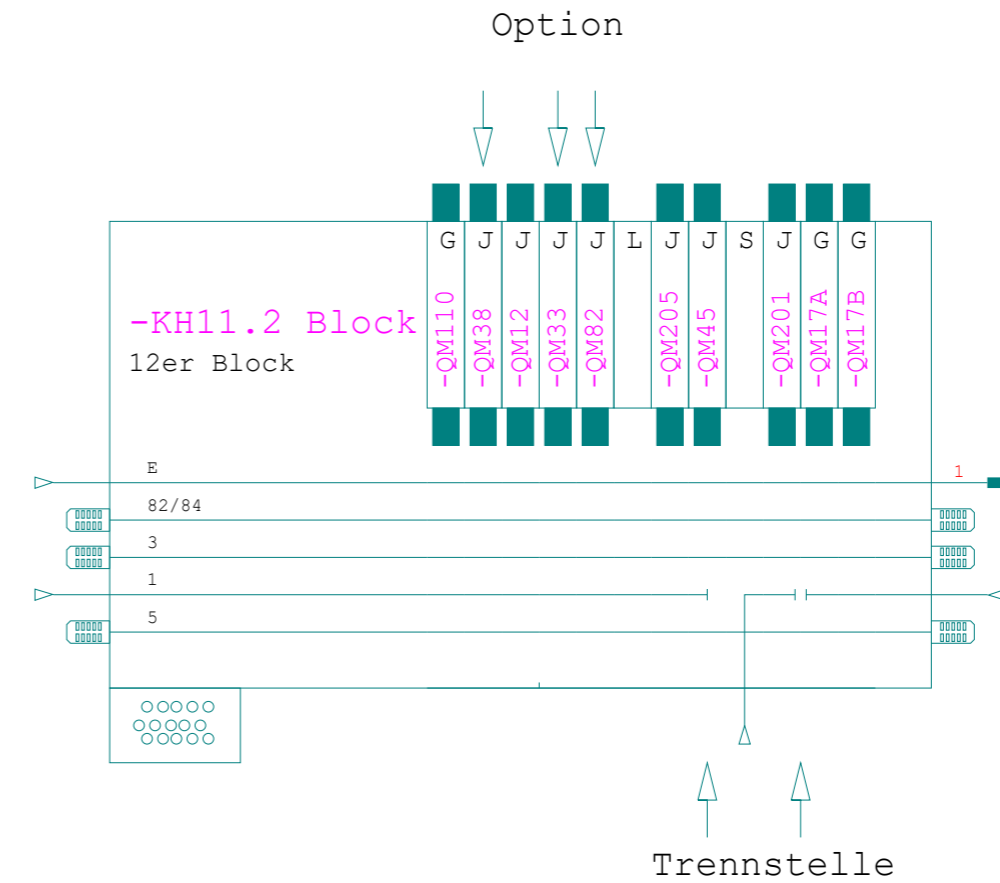 Option
G J J J J L J J S J G G
-QM110
-QM38
-QM12
-QM33
-QM82
-QM205
-QM45
-QM201
-QM17A
-QM17B
-KH11.2 Block
12er Block
E
1
82/84
3
1
5
Trennstelle